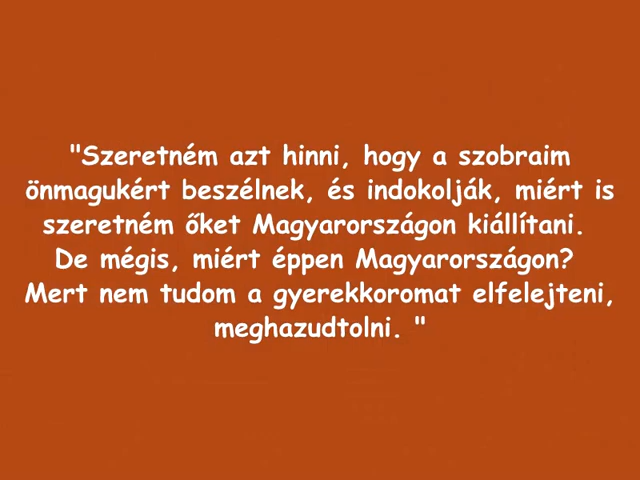 "Szeretném azt hinni, hogy a szobraim
önmagukért beszélnek, és indokolják, miért is
szeretném őket Magyarországon kiállítani.
De mégis, miért éppen Magyarországon?
Mert nem tudom a gyerekkoromat elfelejteni,
meghazudtolni. "